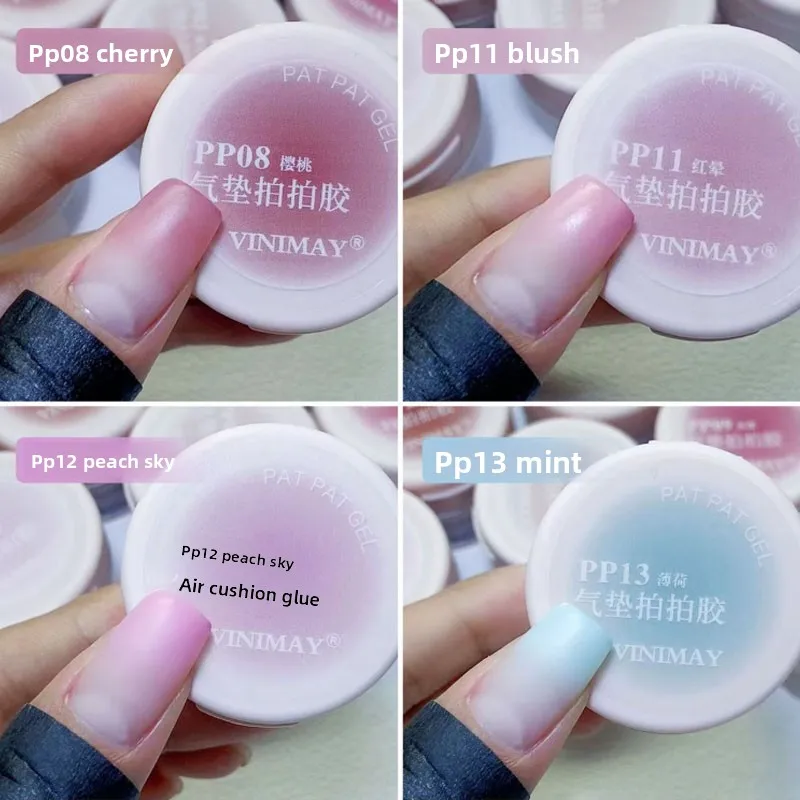 Pp08 cherry
PAT PAT GEL
PP08 樱桃
气垫拍拍胶
VINIMAY®
Pp11 blush
PAT PAT GEL
PP11 红晕
气垫拍拍胶
VINIMAY®
Pp12 peach sky
PAT PAT GEL
Pp12 peach sky
Air cushion glue
VINIMAY®
Pp13 mint
PAT PAT GEL
PP13 薄荷
气垫拍拍胶
VINIMAY